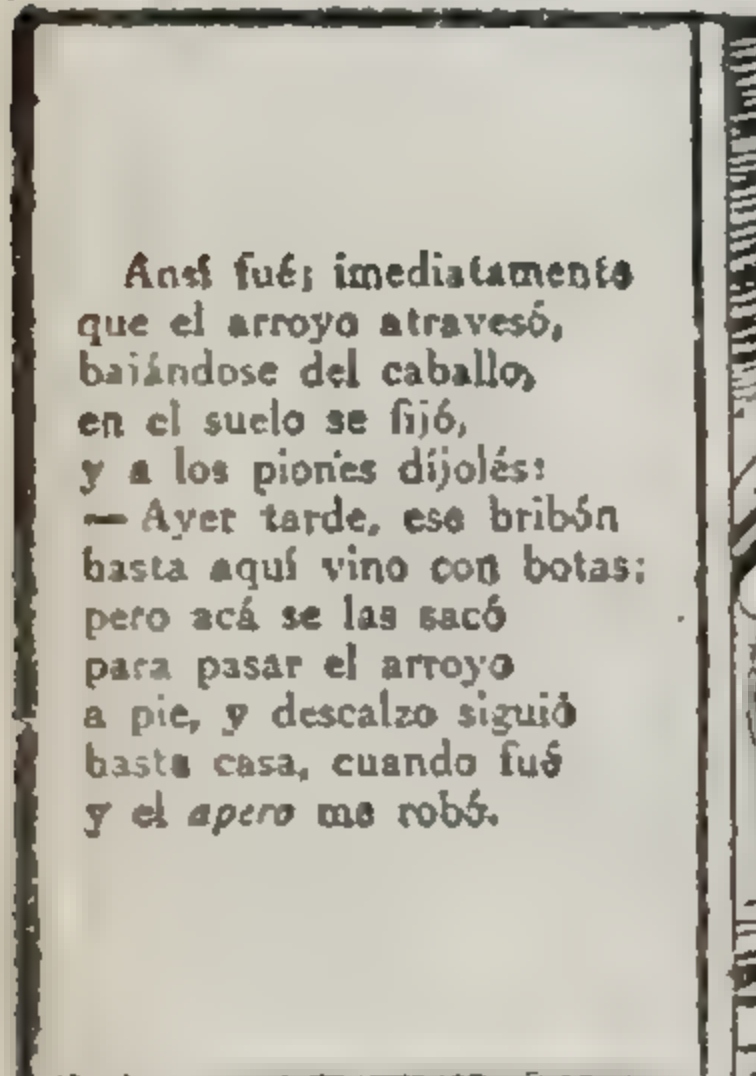 Ansí fué; imediatamente
que el arroyo atravesó,
baiándose del caballo,
en el suelo se fijó,
y a los piones díjolés:
— Ayer tarde, ese bribón
hasta aquí vino con botas;
pero acá se las sacó
para pasar el arroyo
a pie, y descalzo siguió
hasta casa, cuando fué
y el apero me robó.